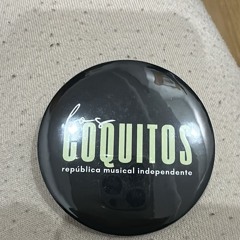 los
COQUITOS
república musical independente